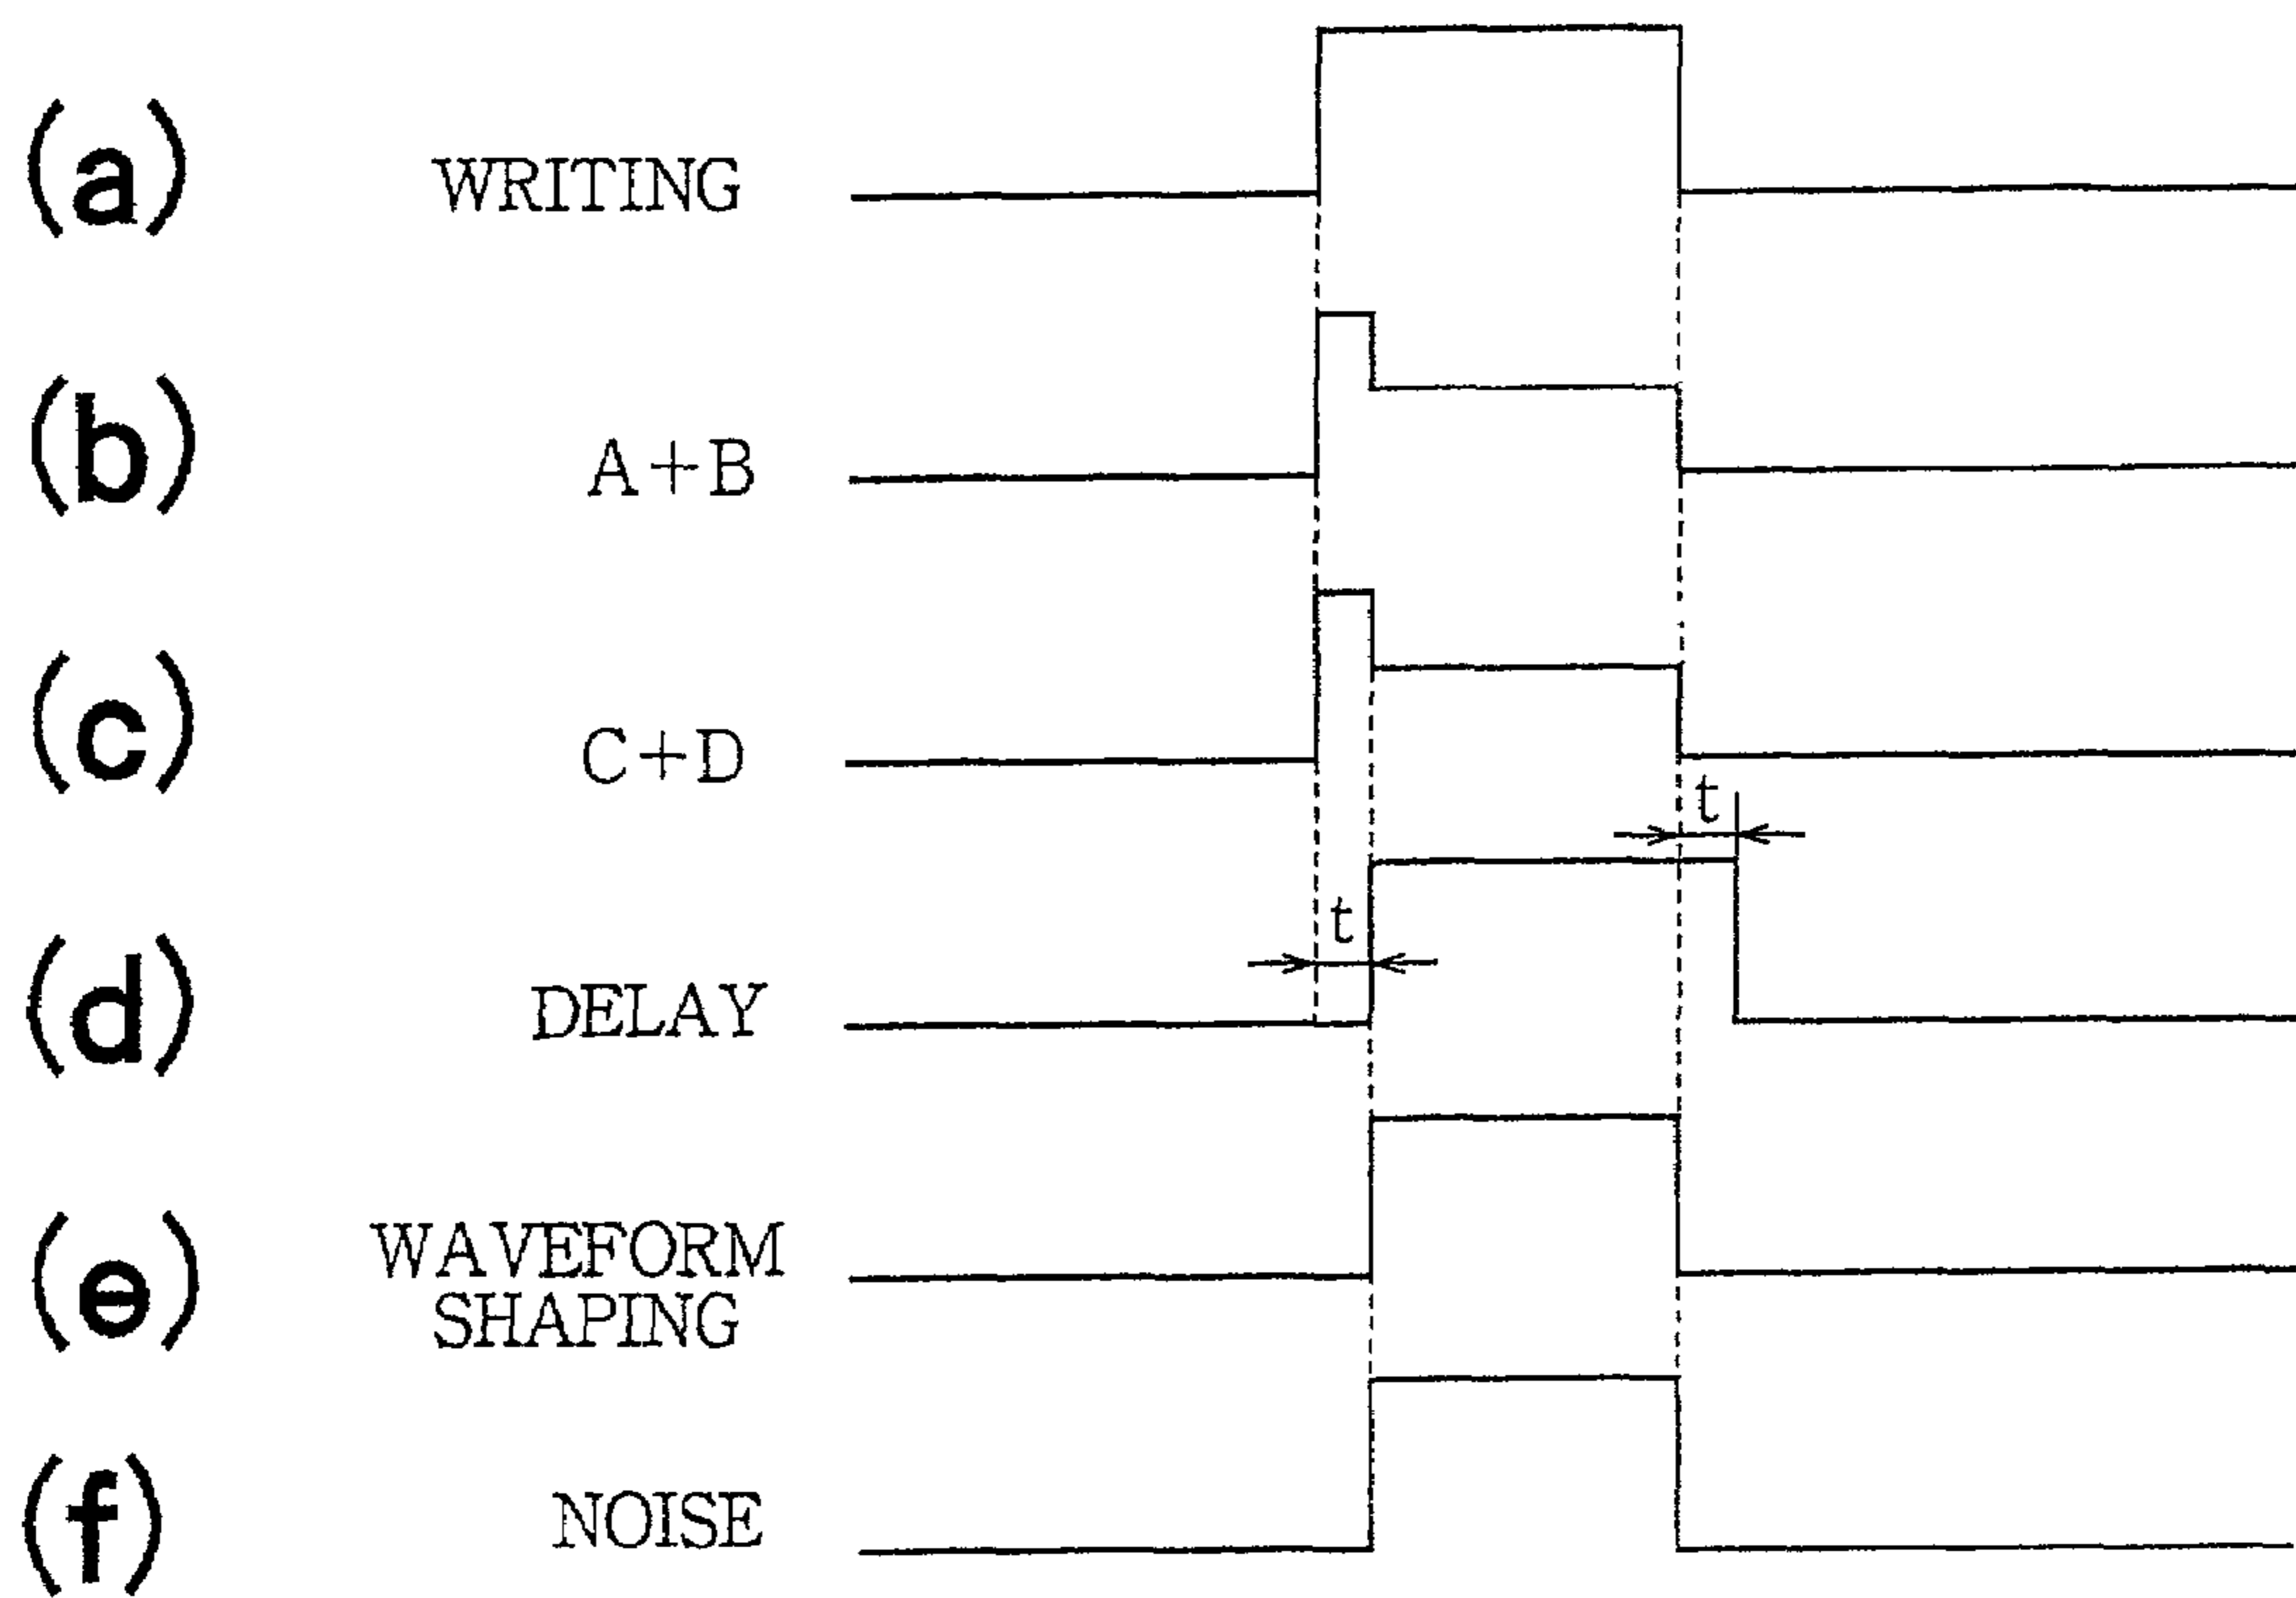 (a) WRITING
(b) A+B
(c) C+D
t
t
(d) DELAY
(e) WAVEFORM
SHAPING
(f) NOISE